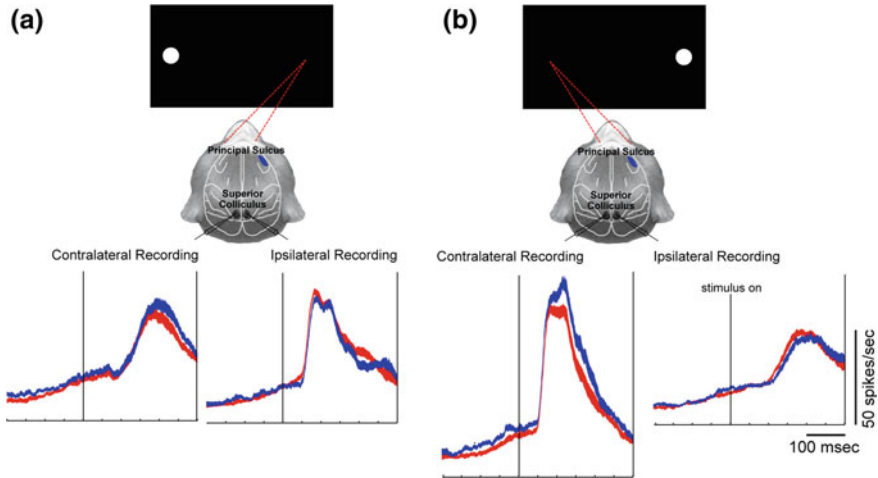 (a)
Principal Sulcus
Superior
Colliculus
Contralateral Recording
Ipsilateral Recording
(b)
Principal Sulcus
Superior
Colliculus
Contralateral Recording
Ipsilateral Recording
stimulus on
50 spikes/sec
100 msec